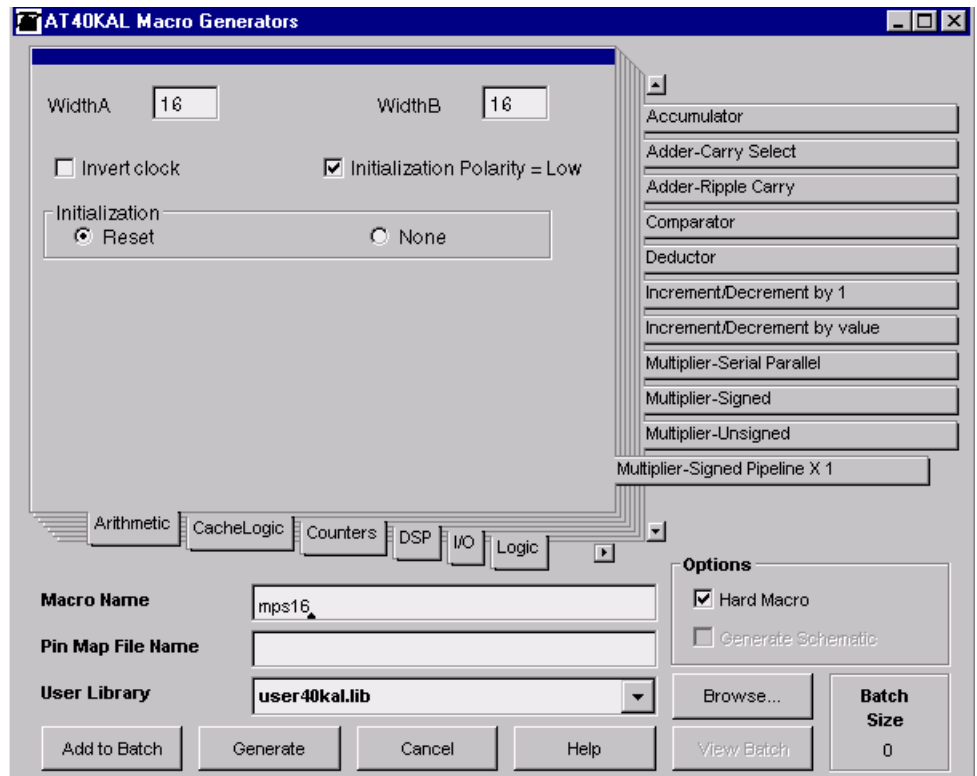 AT40KAL Macro Generators
WidthA 16 WidthB 16
Invert clock Initialization Polarity = Low
Initialization
Reset None
Accumulator
Adder-Carry Select
Adder-Ripple Carry
Comparator
Deductor
Increment/Decrement by 1
Increment/Decrement by value
Multiplier-Serial Parallel
Multiplier-Signed
Multiplier-Unsigned
Multiplier-Signed Pipeline X 1
Arithmetic CacheLogic Counters DSP I/O Logic
Options
Hard Macro
Generate Schematic
Macro Name mps16
Pin Map File Name
User Library user40kal.lib
Browse...
Batch Size
0
Add to Batch Generate Cancel Help View Batch